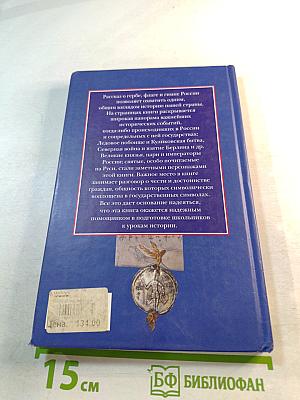 Рассказ о гербе, флаге и гимне России
позволяет охватить одним,
общим взглядом историю нашей страны.
На страницах книги раскрывается
широкая панорама важнейших
исторических событий,
когда-либо происходивших в России
и сопредельных с ней государствах:
Ледовое побоище и Куликовская битва,
Северная война и взятие Берлина и др.
Великие князья, цари и императоры
России; святые, особо почитаемые
на Руси, стали заметными персонажами
этой книги. Важное место в книге
занимает разговор о чести и достоинстве
граждан, общность которых символически
воплощена в государственных символах.
Все это дает основание надеяться,
что эта книга окажется надежным
помощником в подготовке школьников
к урокам истории.
Цена: 134.00
15 см
БФ БИБЛИОФАН